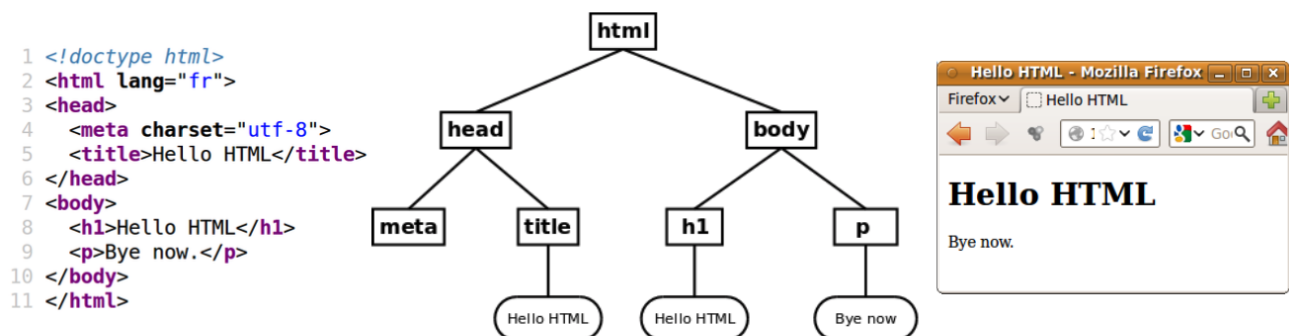 1 <!doctype html>
2 <html lang="fr">
3 <head>
4 <meta charset="utf-8">
5 <title>Hello HTML</title>
6 </head>
7 <body>
8 <h1>Hello HTML</h1>
9 <p>Bye now.</p>
10 </body>
11 </html>
html
head
body
meta
title
h1
p
Hello HTML
Hello HTML
Bye now
Hello HTML - Mozilla Firefox
Firefox
Hello HTML
Hello HTML
Bye now.